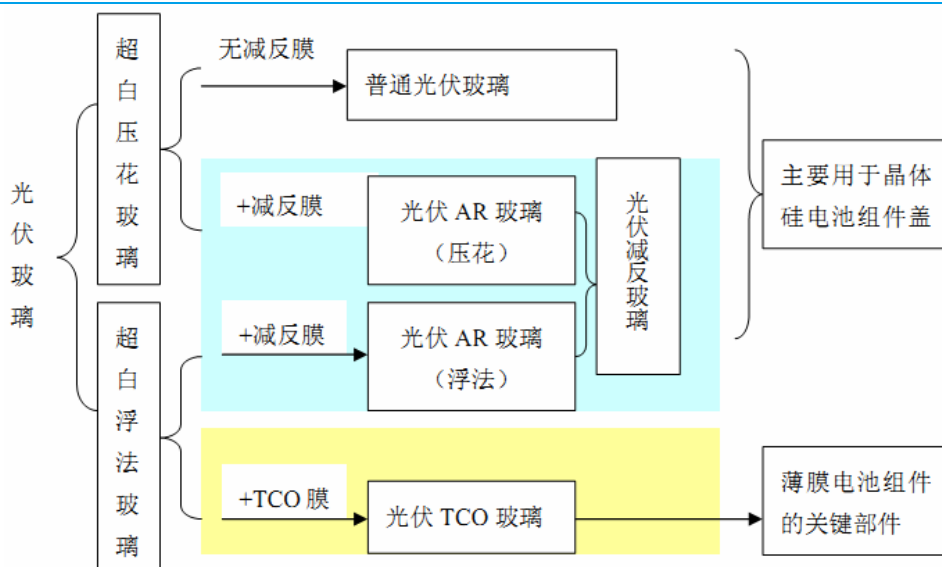 光伏玻璃
超白压花玻璃
无减反膜
普通光伏玻璃
+减反膜
光伏 AR 玻璃
（压花）
光伏减反玻璃
主要用于晶体
硅电池组件盖
超白浮法玻璃
+减反膜
光伏 AR 玻璃
（浮法）
+TCO 膜
光伏 TCO 玻璃
薄膜电池组件
的关键部件